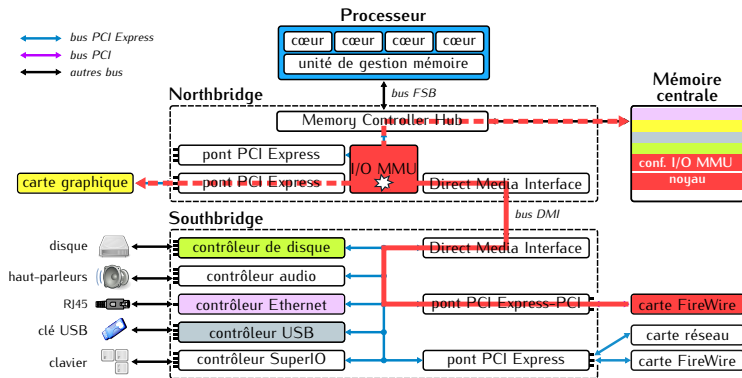 Processeur
bus PCI Express
bus PCI
autres bus
cœur cœur cœur cœur
unité de gestion mémoire
bus FSB
Northbridge
Memory Controller Hub
Mémoire
centrale
pont PCI Express
I/O MMU
conf. I/O MMU
noyau
carte graphique
pont PCI Express
Direct Media Interface
bus DMI
Southbridge
disque
contrôleur de disque
Direct Media Interface
haut-parleurs
contrôleur audio
RJ45
contrôleur Ethernet
pont PCI Express-PCI
carte FireWire
clé USB
contrôleur USB
carte réseau
clavier
contrôleur SuperIO
pont PCI Express
carte FireWire